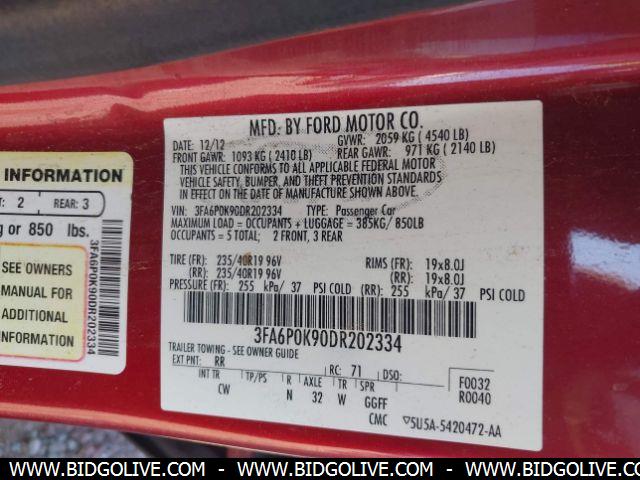 MFD. BY FORD MOTOR CO.
DATE: 12/12 GVWR: 2059 KG ( 4540 LB)
FRONT GAWR: 1093 KG ( 2410 LB) REAR GAWR: 971 KG ( 2140 LB)
THIS VEHICLE CONFORMS TO ALL APPLICABLE FEDERAL MOTOR
VEHICLE SAFETY, BUMPER, AND THEFT PREVENTION STANDARDS
IN EFFECT ON THE DATE OF MANUFACTURE SHOWN ABOVE.
VIN: 3FA6P0K90DR202334 TYPE: Passenger Car
MAXIMUM LOAD = OCCUPANTS + LUGGAGE = 385KG/ 850LB
OCCUPANTS = 5 TOTAL; 2 FRONT, 3 REAR
TIRE (FR): 235/40R19 96V RIMS (FR): 19x8.0J
(RR): 235/40R19 96V (RR): 19x8.0J
PRESSURE (FR): 255 kPa/ 37 PSI COLD (RR): 255 kPa/ 37 PSI COLD
3FA6P0K90DR202334
TRAILER TOWING - SEE OWNER GUIDE
EXT PNT: RR RC: 71 DSO: F0032
INT TR TP/PS R AXLE TR SPR R0040
CW N 32 W GGFF
CMC ▽5U5A-5420472-AA
INFORMATION
: 2 REAR: 3
g or 850 lbs.
SEE OWNERS
MANUAL FOR
ADDITIONAL
INFORMATION
3FA6P0K90DR202334
WWW.BIDGOLIVE.COM - WWW.BIDGOLIVE.COM - WWW.BIDGOLIVE.COM - WWW.BIDGOLIVE.COM